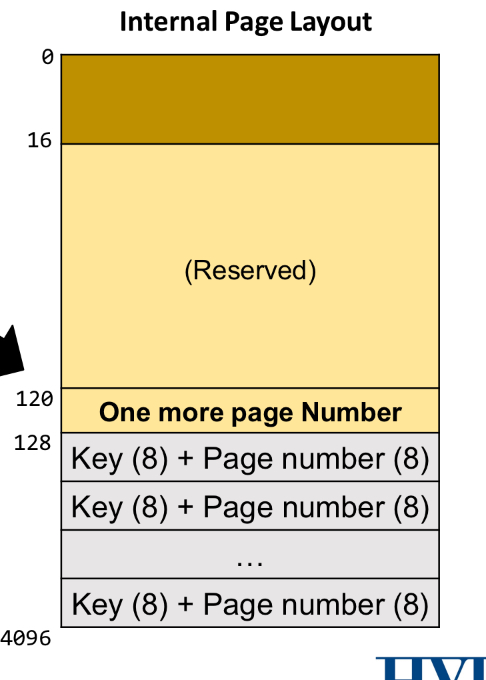 Internal Page Layout
0
16
(Reserved)
120
One more page Number
128
Key (8) + Page number (8)
Key (8) + Page number (8)
...
Key (8) + Page number (8)
4096